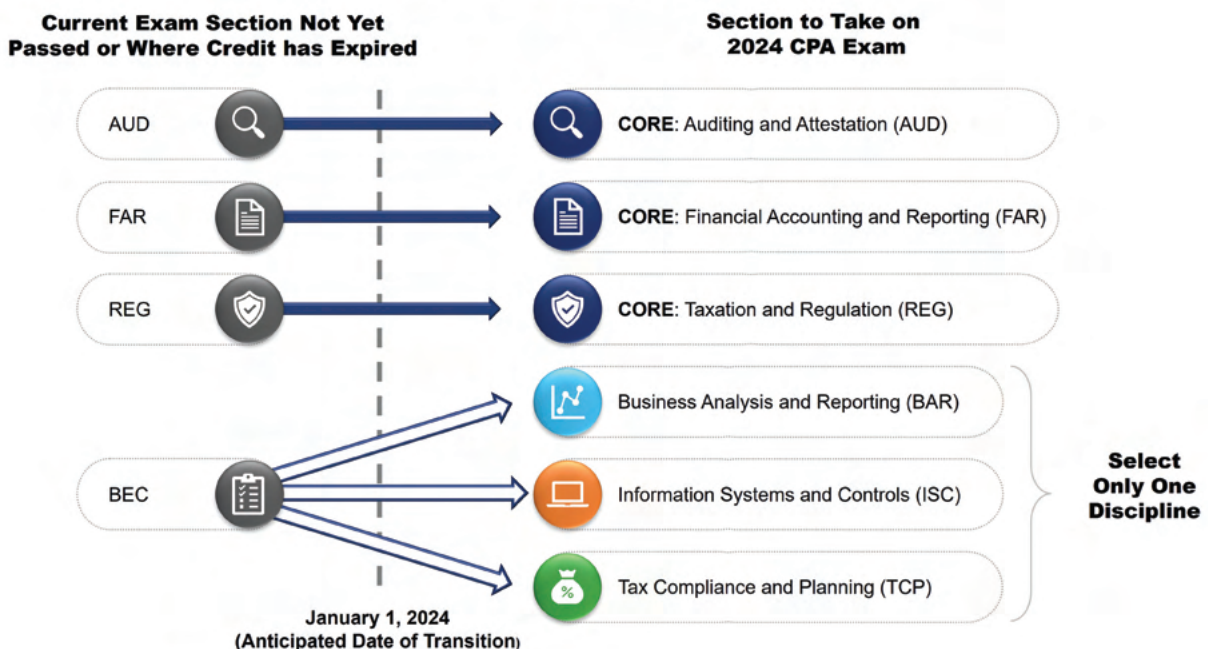 Current Exam Section Not Yet
Passed or Where Credit has Expired
Section to Take on
2024 CPA Exam
AUD
CORE: Auditing and Attestation (AUD)
FAR
CORE: Financial Accounting and Reporting (FAR)
REG
CORE: Taxation and Regulation (REG)
Business Analysis and Reporting (BAR)
BEC
Information Systems and Controls (ISC)
%
Tax Compliance and Planning (TCP)
Select
Only One
Discipline
January 1, 2024
(Anticipated Date of Transition)